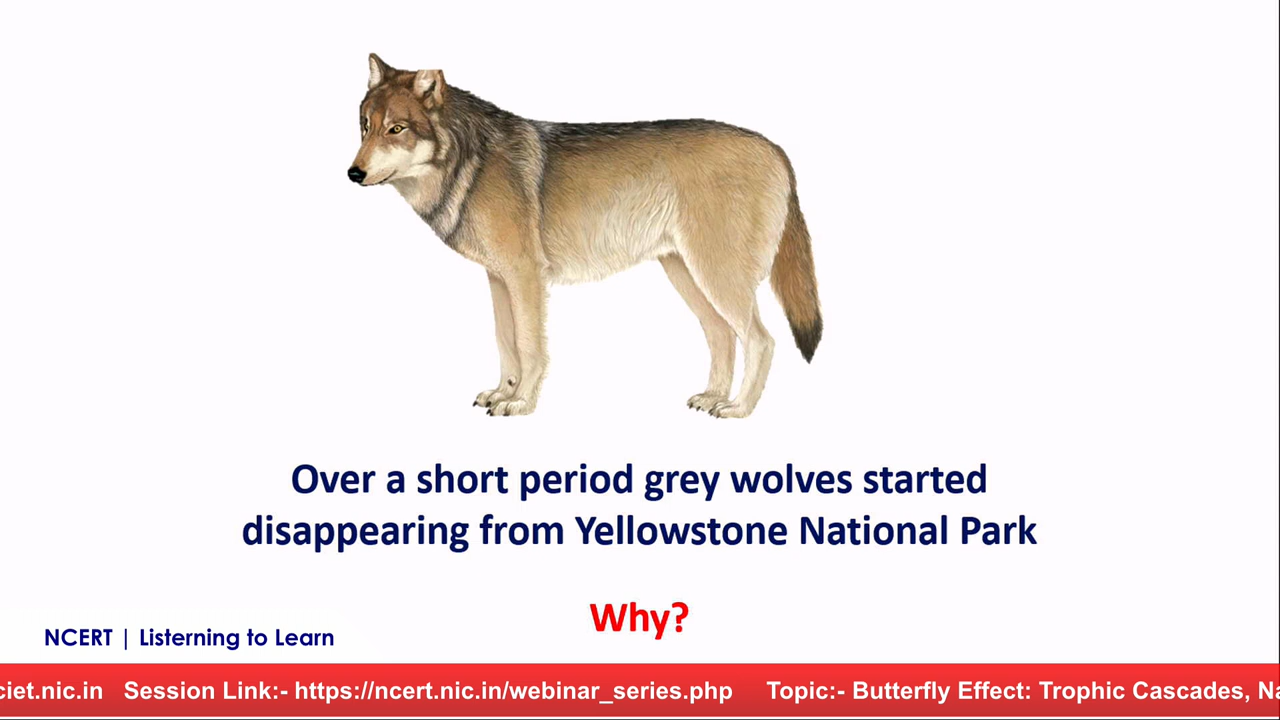 Over a short period grey wolves started
disappearing from Yellowstone National Park
Why?
NCERT | Listerning to Learn
ciet.nic.in Session Link:- https://ncert.nic.in/webinar_series.php Topic:- Butterfly Effect: Trophic Cascades,